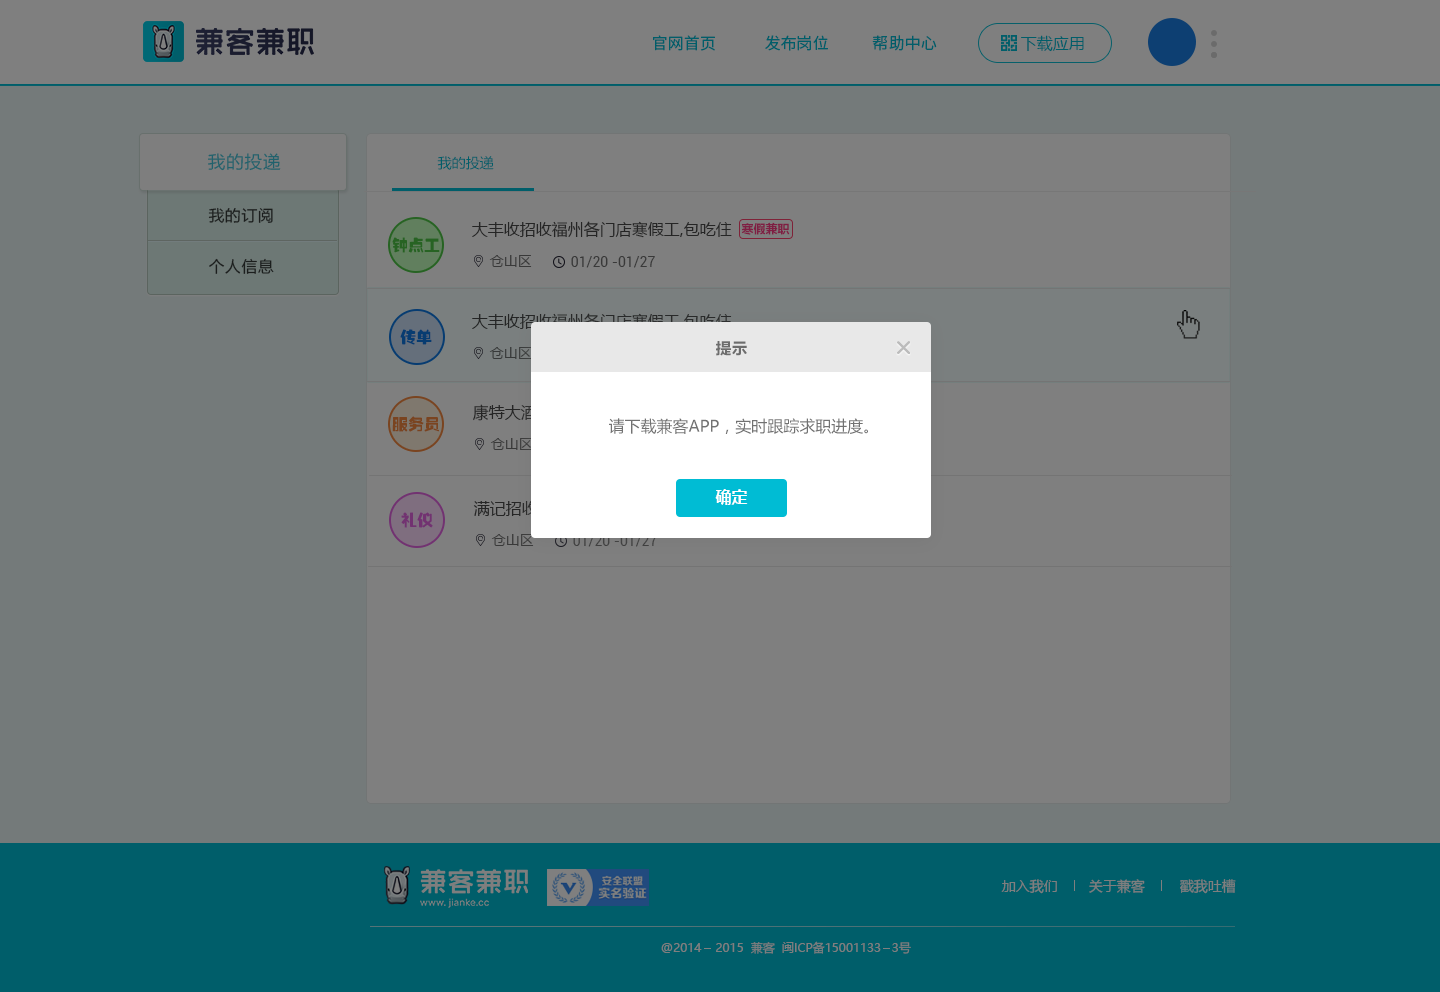 兼客兼职
官网首页 发布岗位 帮助中心 下载应用
我的投递
我的订阅
个人信息
我的投递
钟点工
大丰收招收福州各门店寒假工,包吃住 寒假兼职
仓山区 01/20 -01/27
传单
大丰收招收福州各门店寒假工,包吃住
仓山区
服务员
康特大酒
仓山区
礼仪
满记招收
仓山区 01/20 -01/27
提示
请下载兼客APP，实时跟踪求职进度。
确定
兼客兼职
www.jianke.cc
安全联盟
实名验证
加入我们 | 关于兼客 | 戳我吐槽
@2014－2015 兼客 闽ICP备15001133－3号